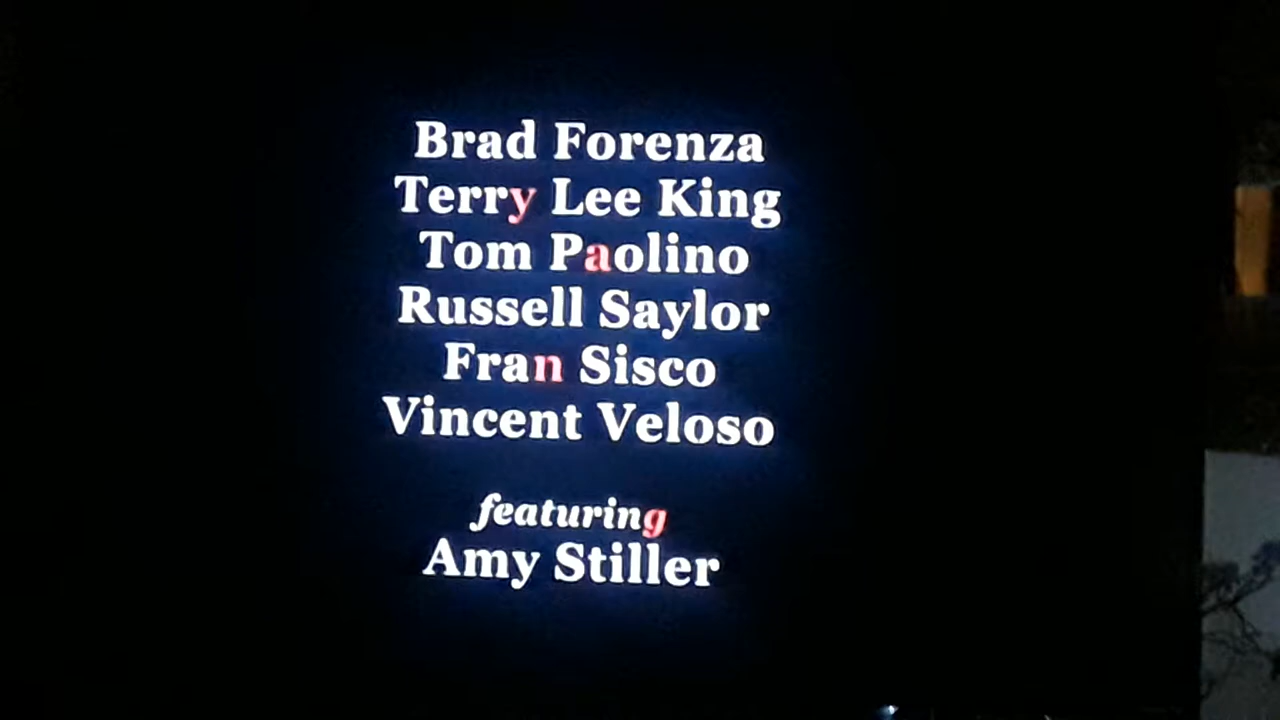 Brad Forenza
Terry Lee King
Tom Paolino
Russell Saylor
Fran Sisco
Vincent Veloso
featuring
Amy Stiller